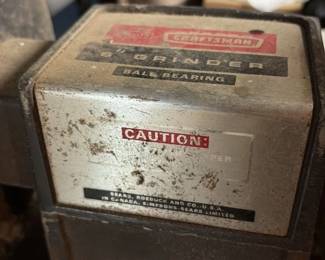 CRAFTSMAN
6" GRINDER
BALL BEARING
CAUTION:
SEARS, ROEBUCK AND CO.-U.S.A.
IN CANADA, SIMPSONS-SEARS LIMITED